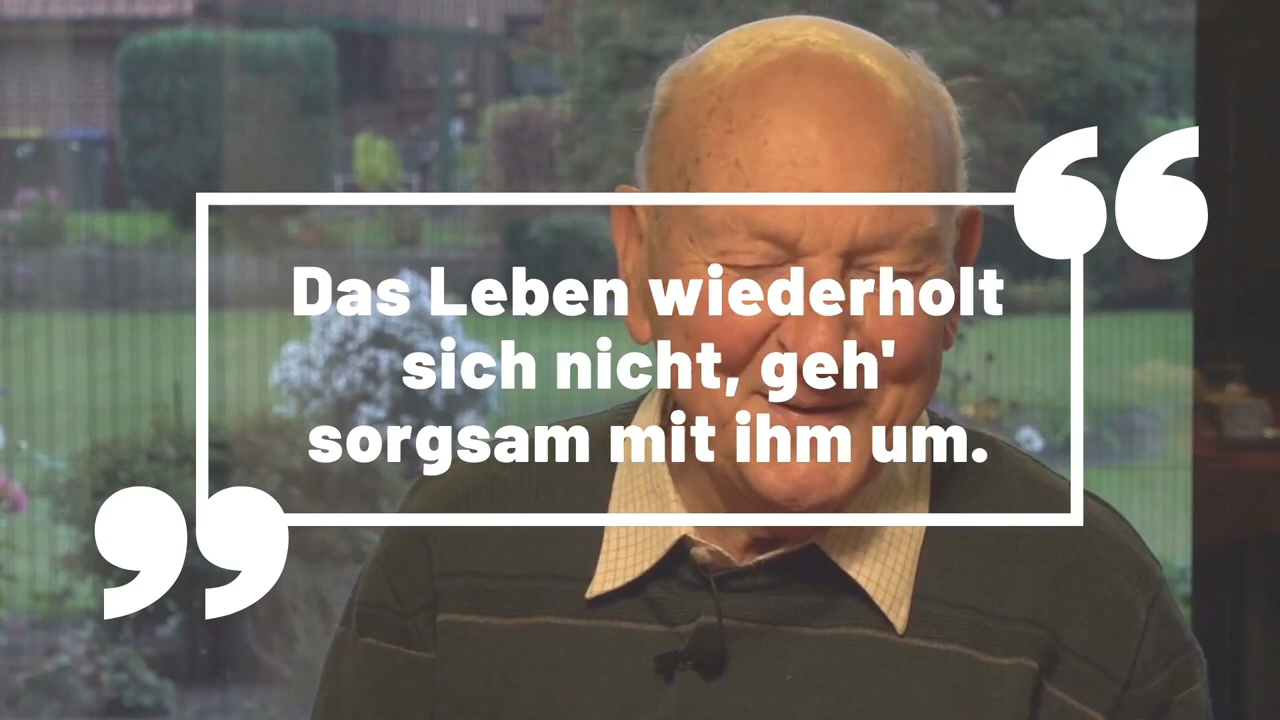 Das Leben wiederholt
sich nicht, geh'
sorgsam mit ihm um.